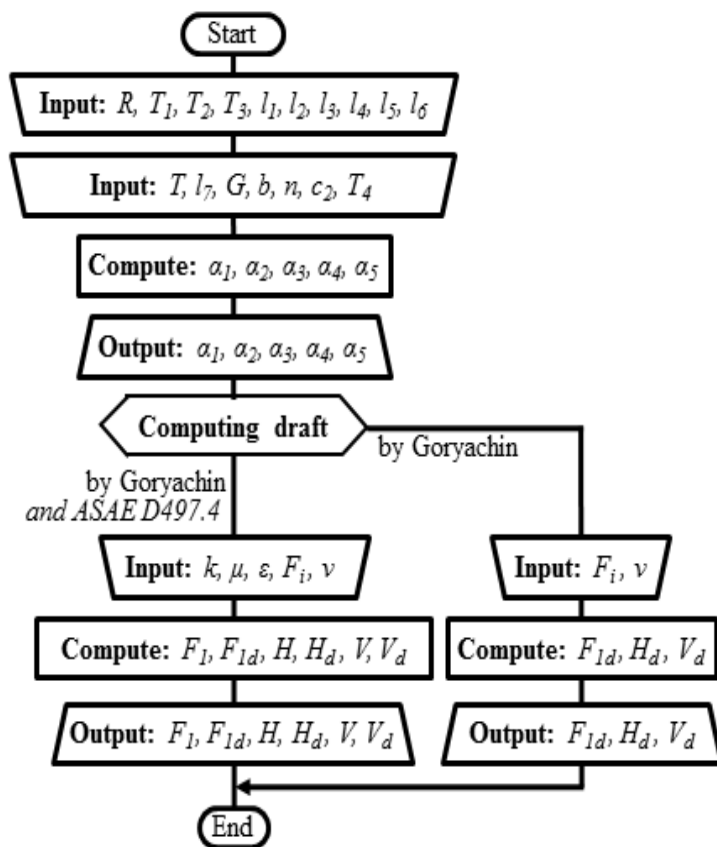 Start
Input: R, T₁, T₂, T₃, l₁, l₂, l₃, l₄, l₅, l₆
Input: T, l₇, G, b, n, c₂, T₄
Compute: α₁, α₂, α₃, α₄, α₅
Output: α₁, α₂, α₃, α₄, α₅
Computing draft
by Goryachin
by Goryachin
and ASAE D497.4
Input: k, μ, ε, Fᵢ, v
Input: Fᵢ, v
Compute: F₁, F₁d, H, Hd, V, Vd
Compute: F₁d, Hd, Vd
Output: F₁, F₁d, H, Hd, V, Vd
Output: F₁d, Hd, Vd
End